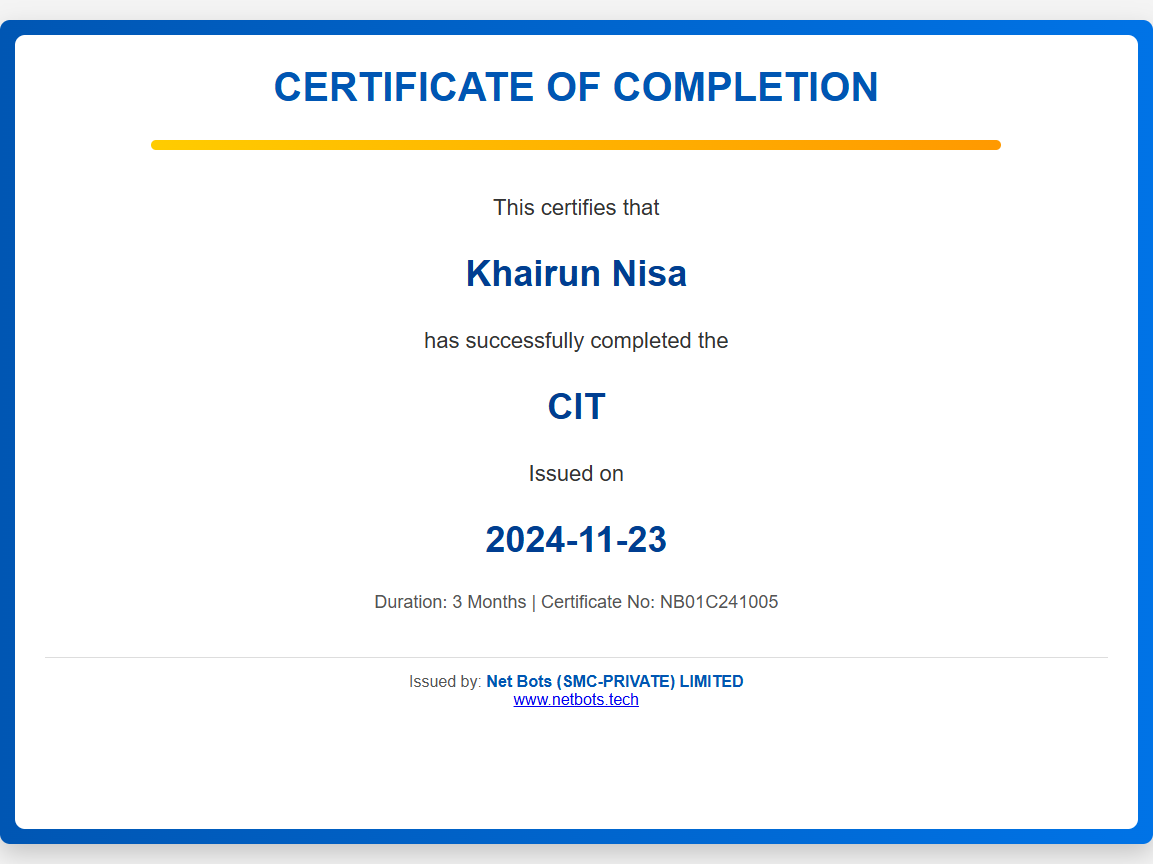 CERTIFICATE OF COMPLETION
This certifies that
Khairun Nisa
has successfully completed the
CIT
Issued on
2024-11-23
Duration: 3 Months | Certificate No: NB01C241005
Issued by: Net Bots (SMC-PRIVATE) LIMITED
www.netbots.tech